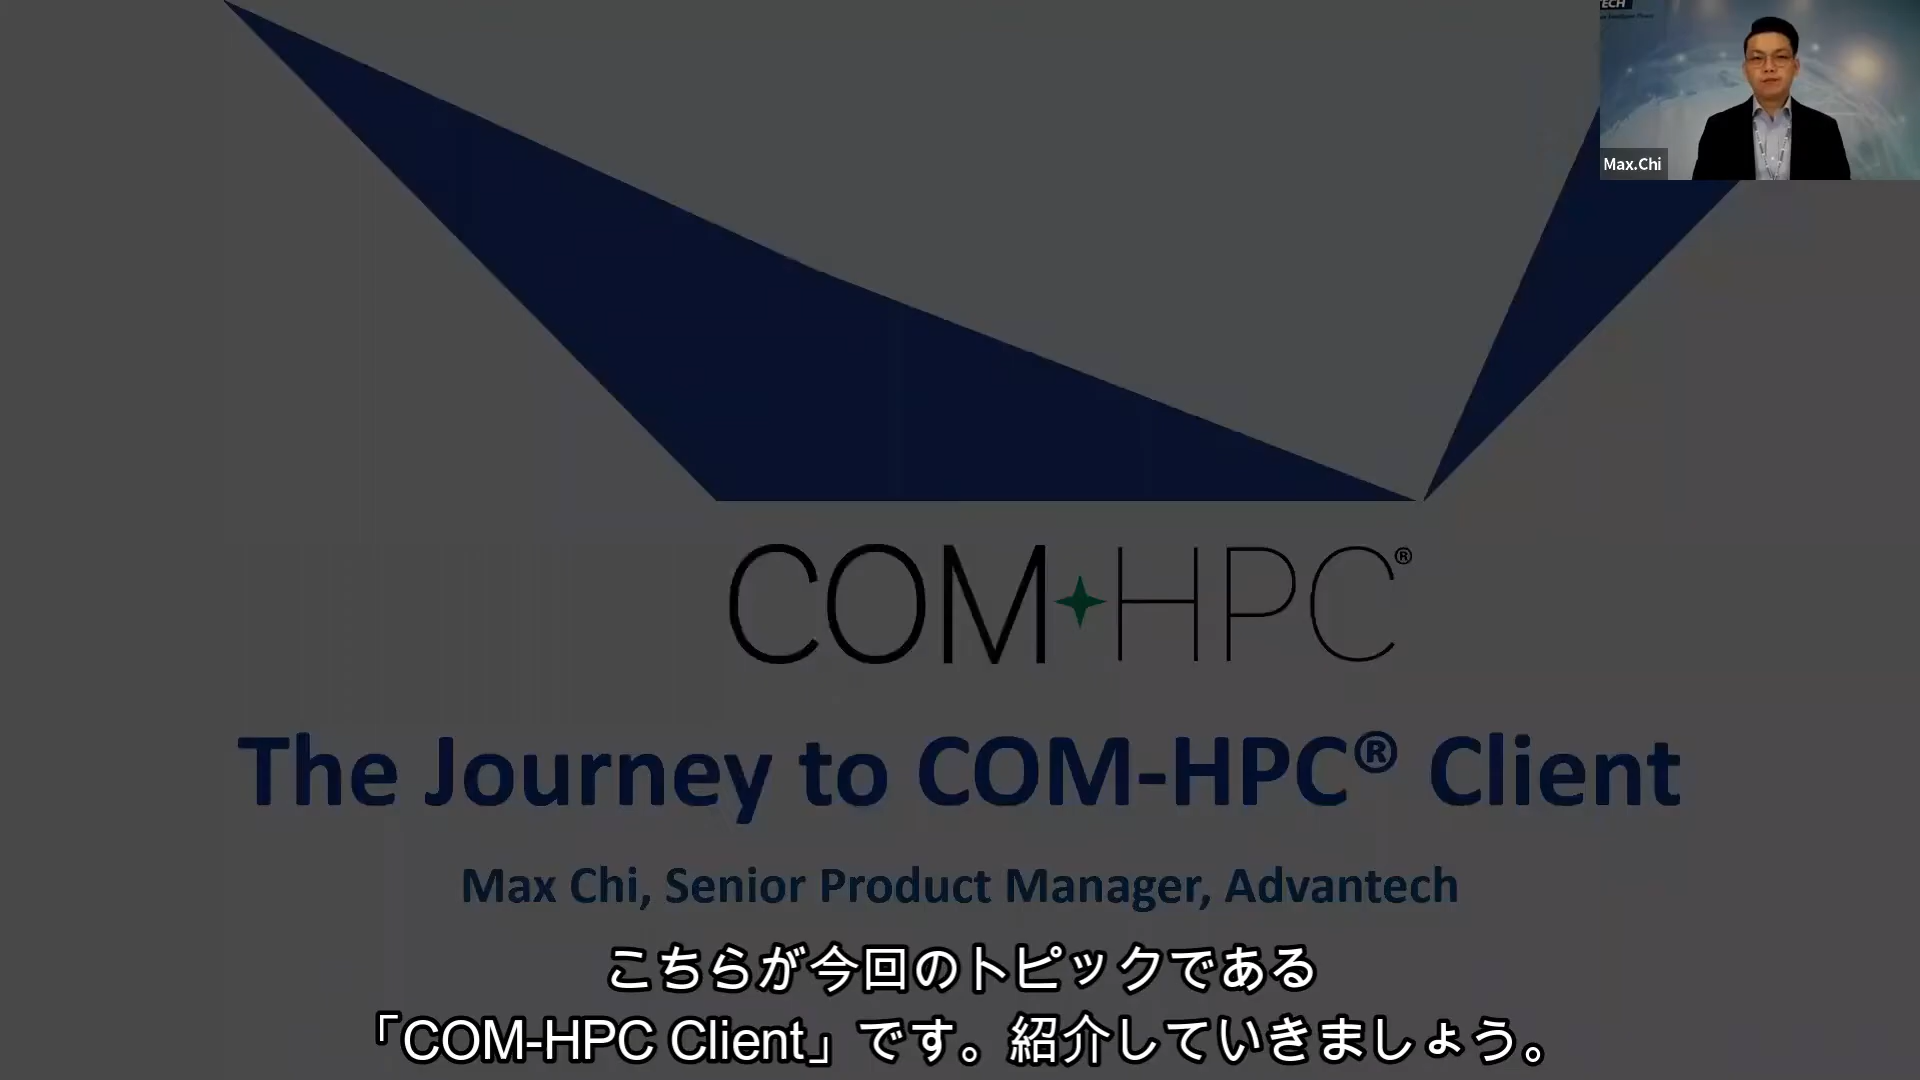 ECH
Max.Chi
COM HPC®
The Journey to COM-HPC® Client
Max Chi, Senior Product Manager, Advantech
こちらが今回のトピックである
「COM-HPC Client」です。紹介していきましょう。